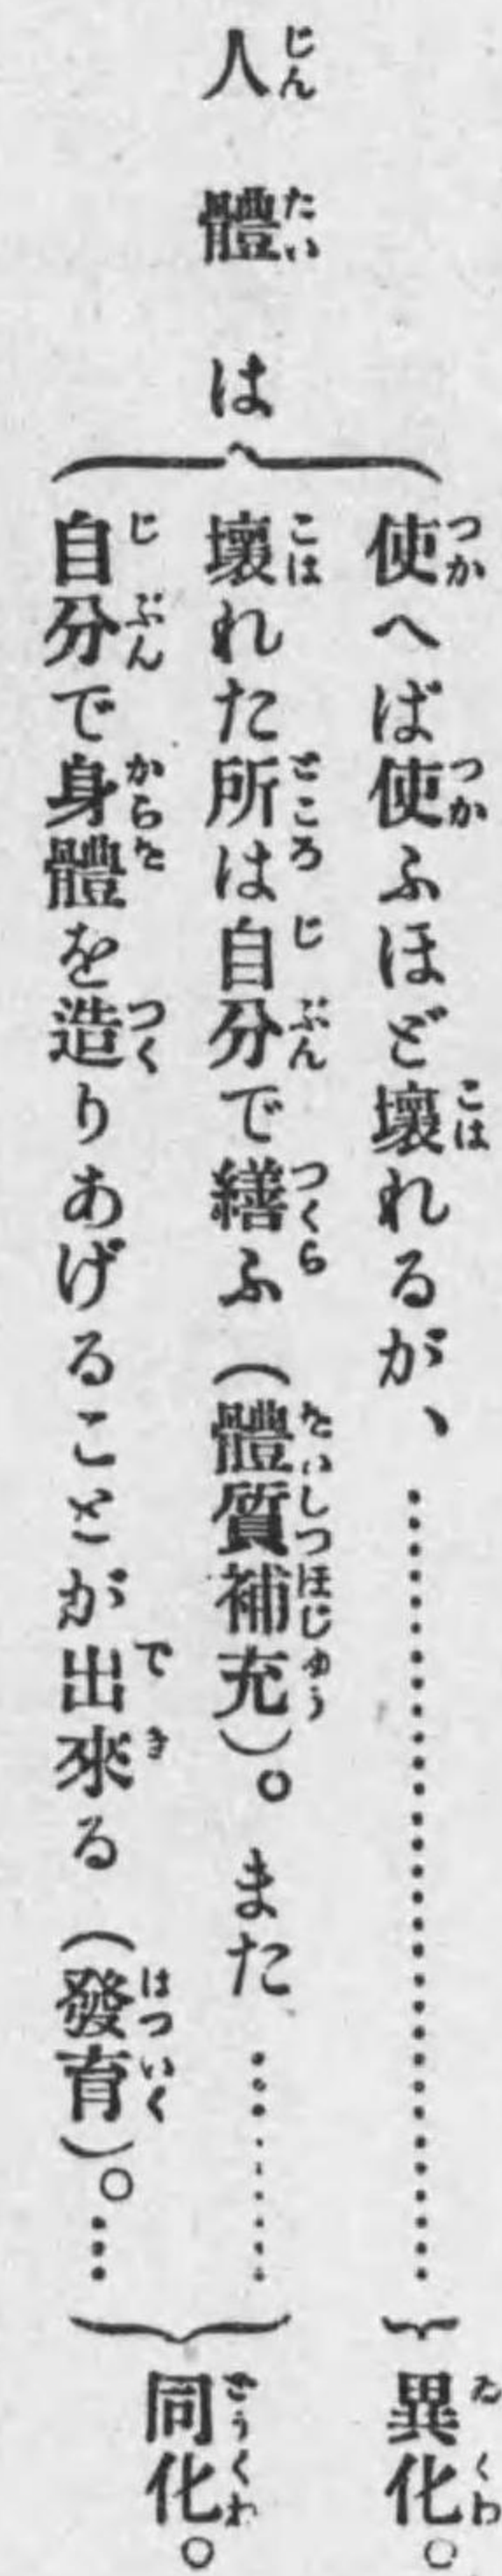 人體は
使へば使ふほど壞れるが、……………………
壞れた所は自分で繕ふ（體質補充）。また………
自分で身體を造りあげることが出來る（發育）。…
異化。
同化。